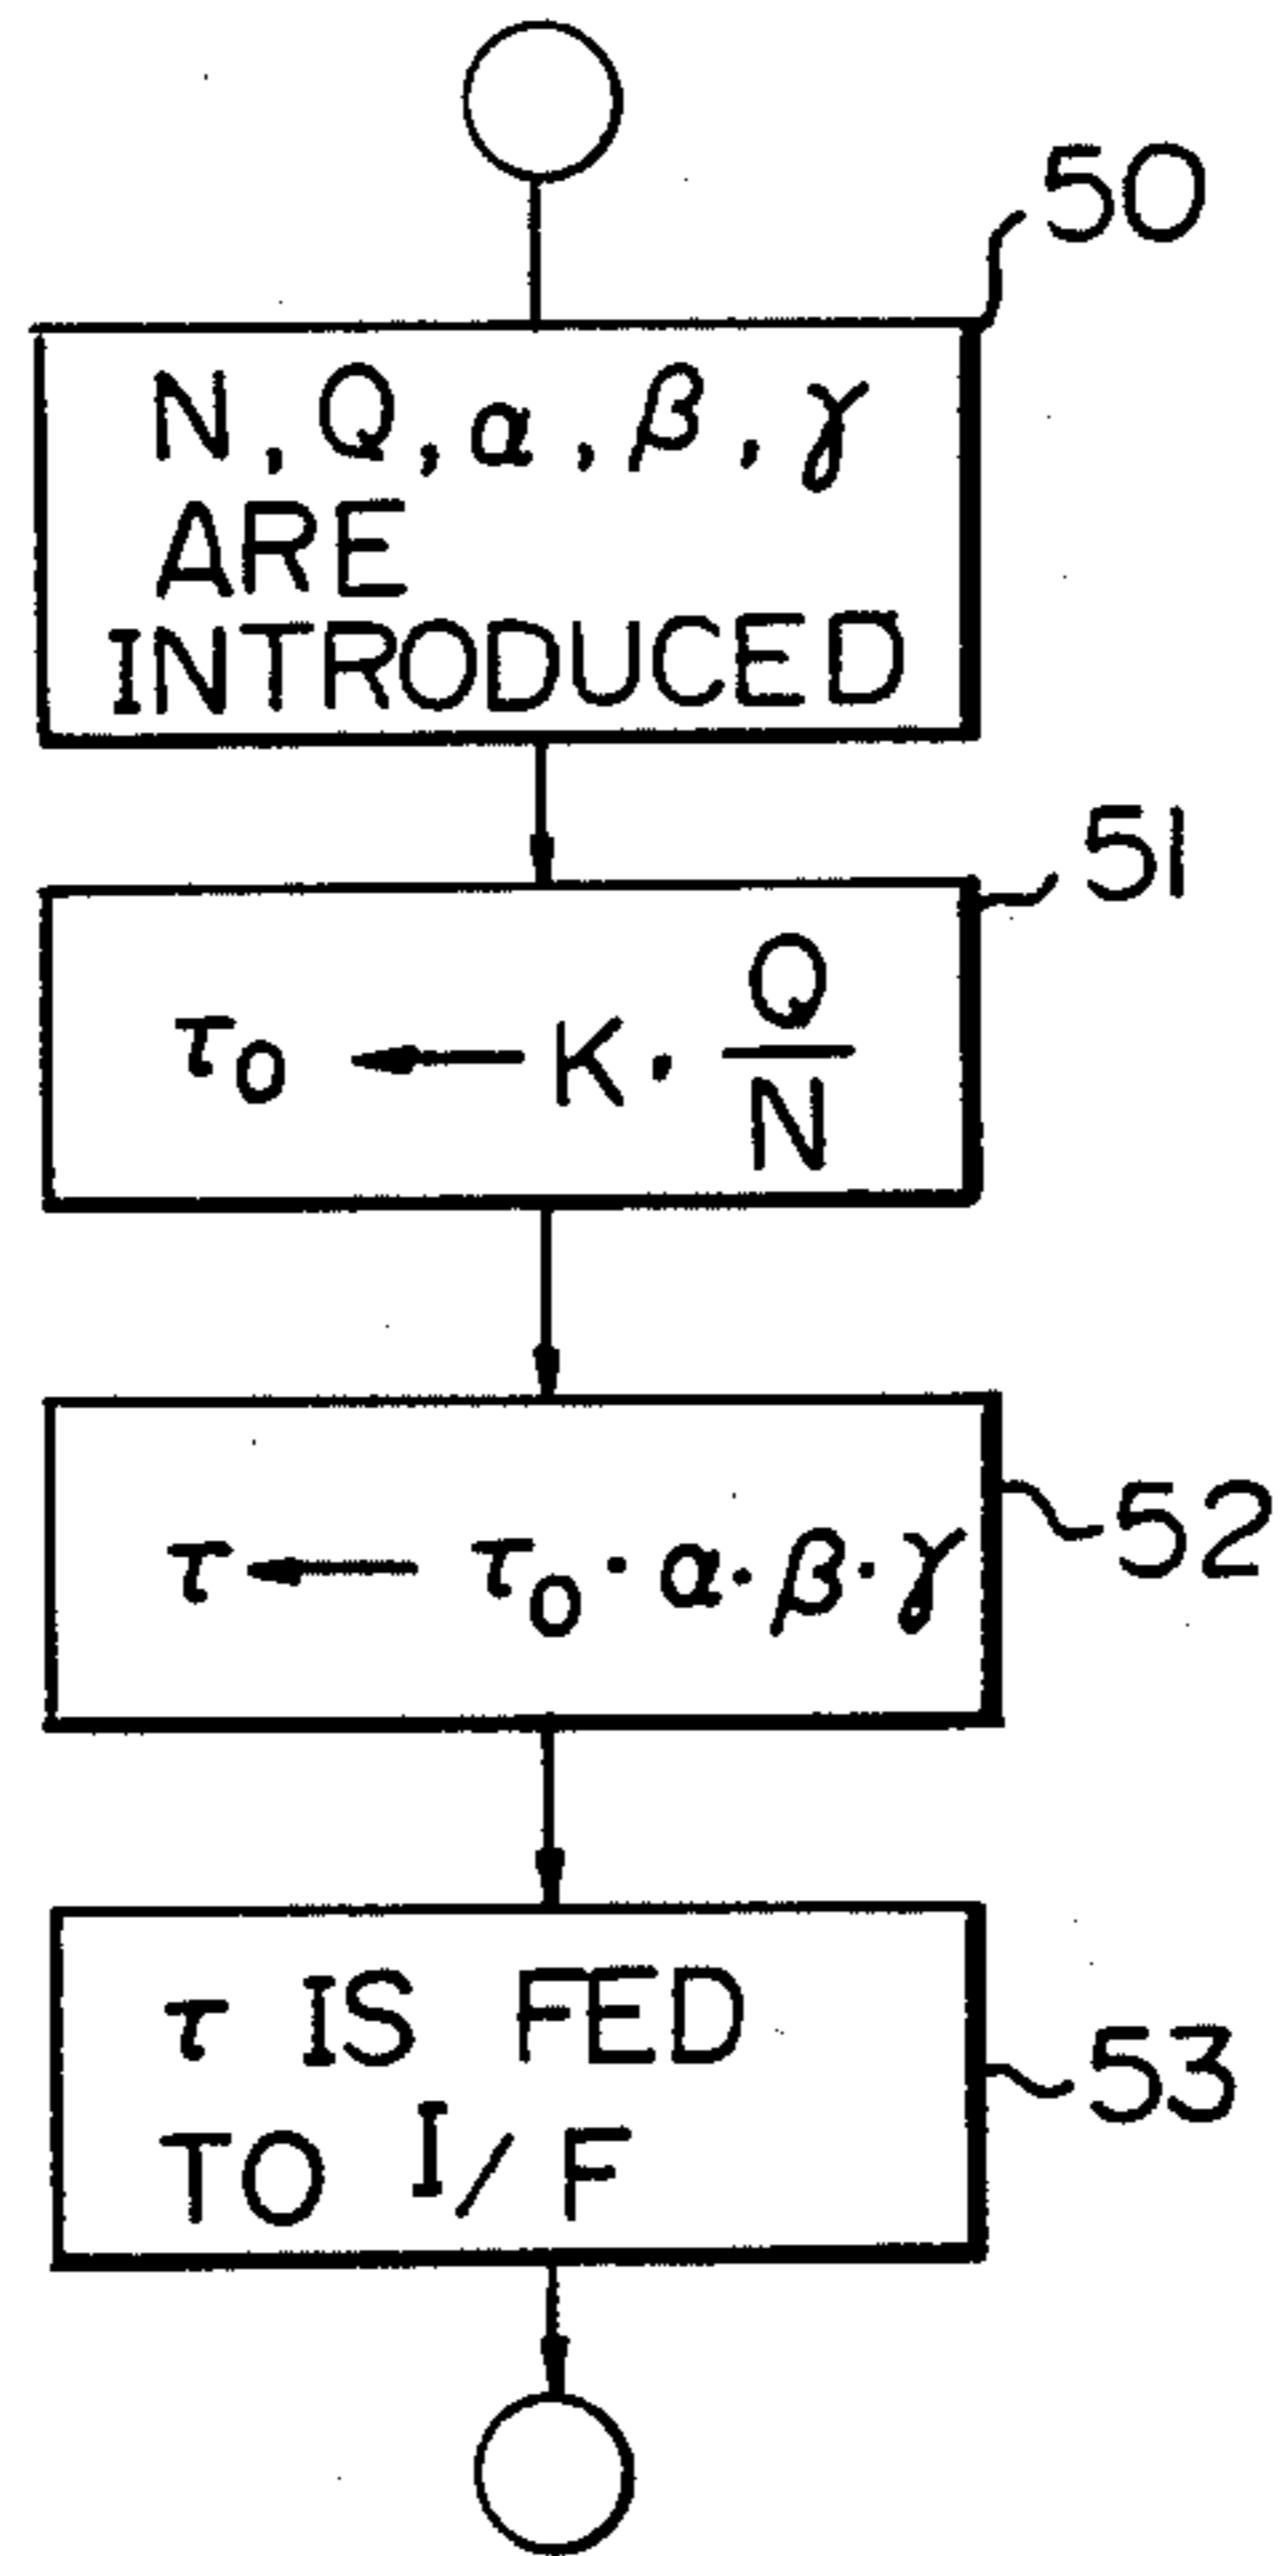 50
N, Q, α, β, γ
ARE
INTRODUCED
51
τ₀ ← K · Q/N
52
τ ← τ₀ · α · β · γ
53
τ IS FED
TO I/F